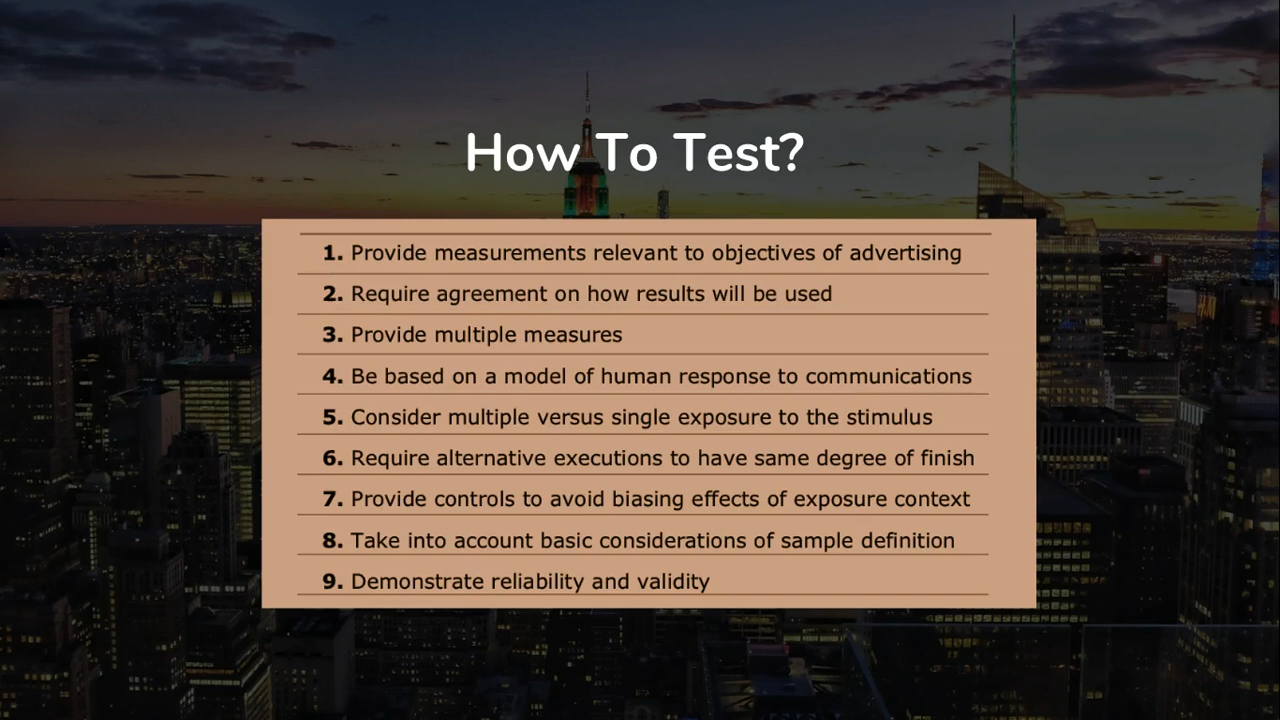 How To Test?
1. Provide measurements relevant to objectives of advertising
2. Require agreement on how results will be used
3. Provide multiple measures
4. Be based on a model of human response to communications
5. Consider multiple versus single exposure to the stimulus
6. Require alternative executions to have same degree of finish
7. Provide controls to avoid biasing effects of exposure context
8. Take into account basic considerations of sample definition
9. Demonstrate reliability and validity